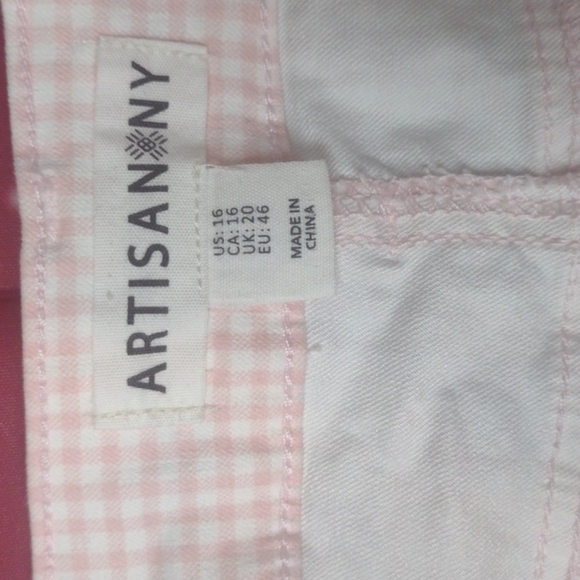 ARTISAN NY
US: 16
CA: 16
UK: 20
EU: 46
MADE IN
CHINA